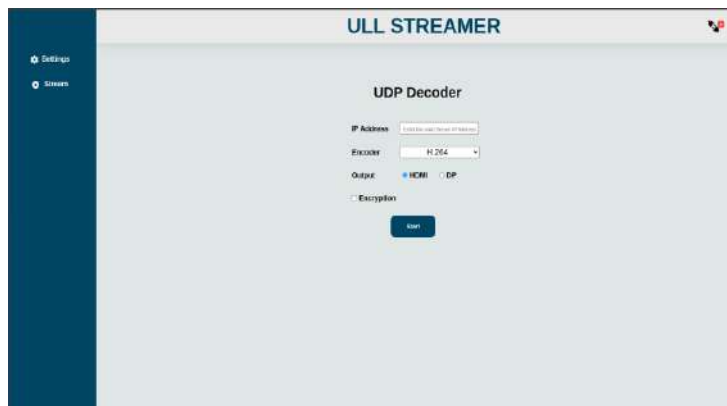 ULL STREAMER
Settings
Stream
UDP Decoder
IP Address
Encoder H.264
Output HDMI DP
Encryption
Start